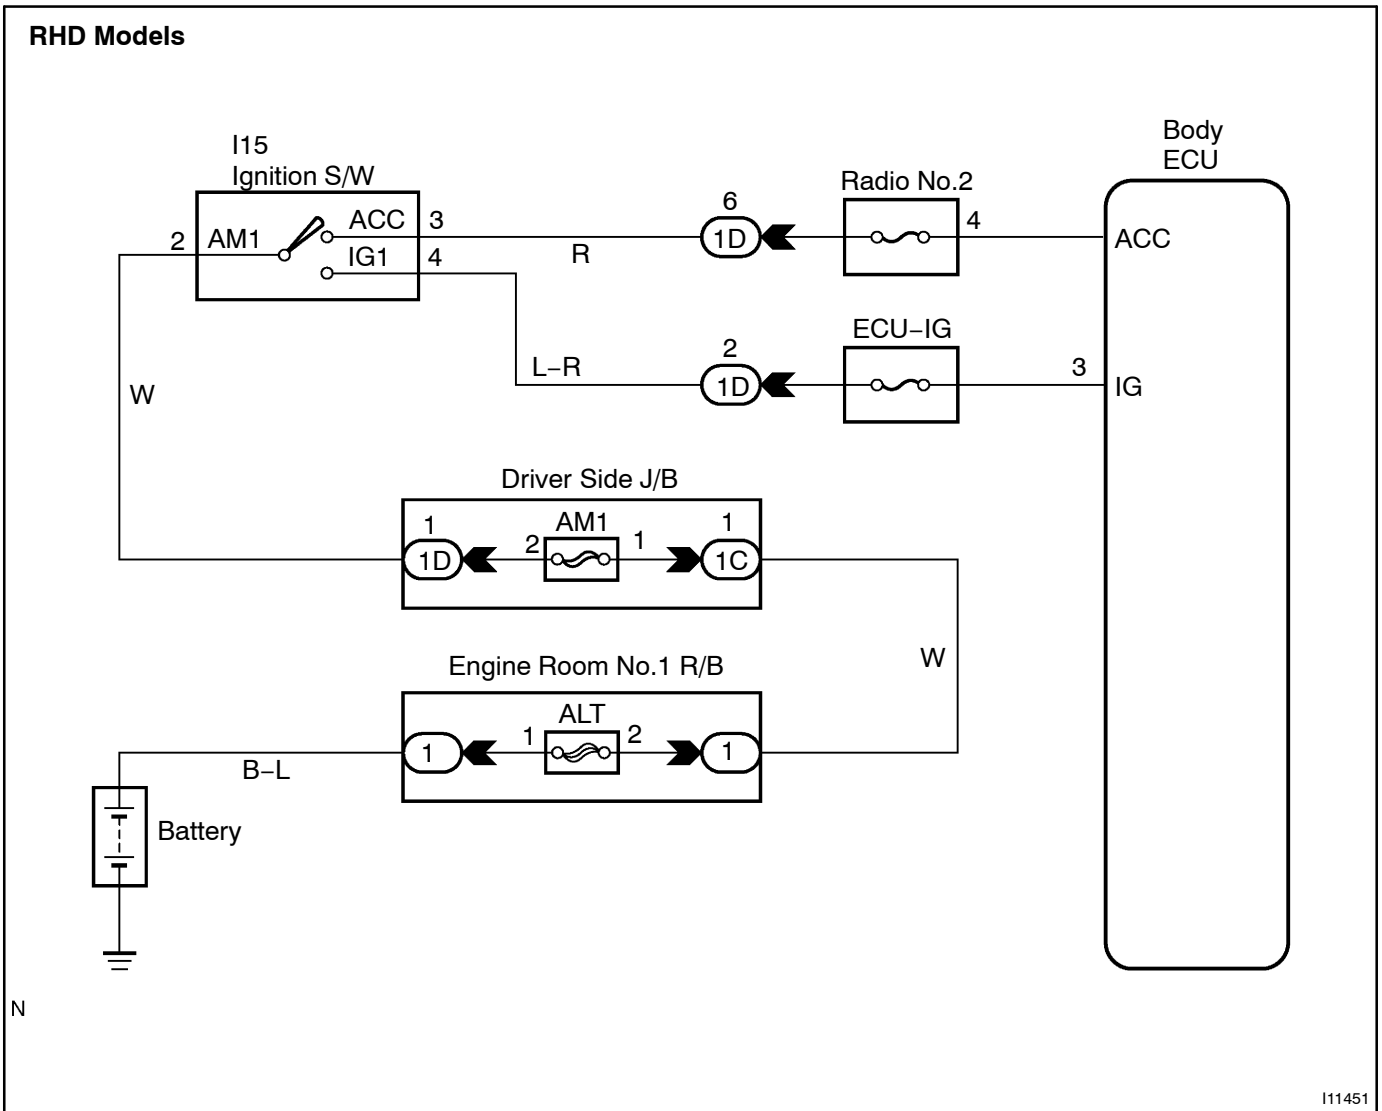 RHD Models
I15
Ignition S/W
Body
ECU
Radio No.2
2
AM1
ACC
3
IG1
4
R
6
1D
4
ACC
L−R
2
1D
ECU−IG
3
IG
W
Driver Side J/B
1
1D
2
AM1
1
1
1C
W
Engine Room No.1 R/B
1
1
ALT
2
1
B−L
Battery
N
I11451